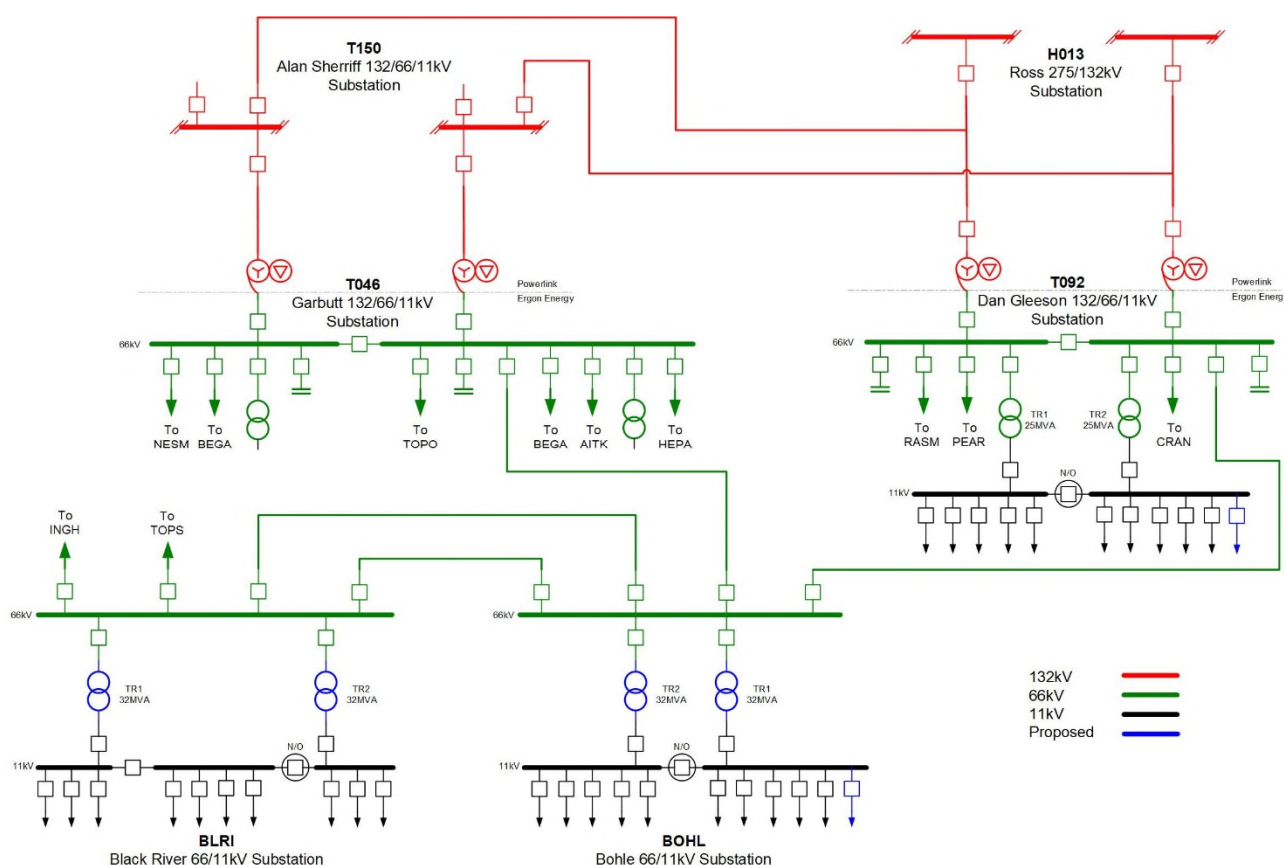 T150
Alan Sherriff 132/66/11kV
Substation
H013
Ross 275/132kV
Substation
T046
Garbutt 132/66/11kV
Substation
Powerlink
Ergon Energy
T092
Dan Gleeson 132/66/11kV
Substation
Powerlink
Ergon Energ
66kV
66kV
To
NESM
To
BEGA
To
TOPO
To
BEGA
To
AITK
To
HEPA
To
RASM
To
PEAR
TR1
25MVA
TR2
25MVA
To
CRAN
N/O
11kV
To
INGH
To
TOPS
66kV
66kV
TR1
32MVA
TR2
32MVA
TR2
32MVA
TR1
32MVA
132kV
66kV
11kV
Proposed
N/O
N/O
11kV
11kV
BLRI
Black River 66/11kV Substation
BOHL
Bohle 66/11kV Substation